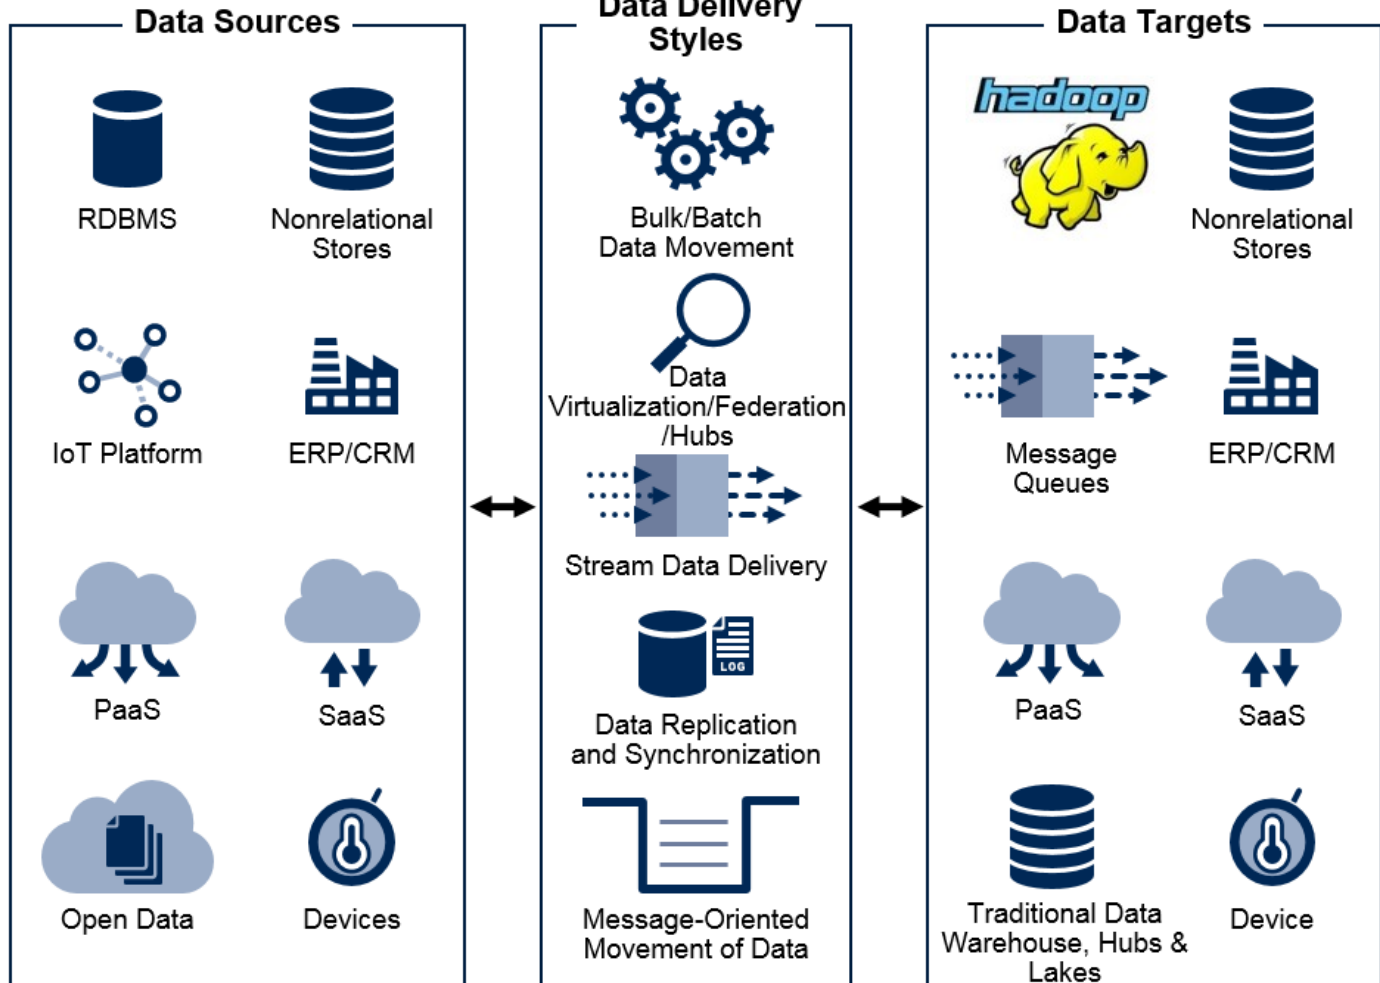 Data Sources
RDBMS
Nonrelational
Stores
IoT Platform
ERP/CRM
PaaS
SaaS
Open Data
Devices
Data Delivery
Styles
Bulk/Batch
Data Movement
Data
Virtualization/Federation
/Hubs
Stream Data Delivery
LOG
Data Replication
and Synchronization
Message-Oriented
Movement of Data
Data Targets
hadoop
Nonrelational
Stores
Message
Queues
ERP/CRM
PaaS
SaaS
Traditional Data
Warehouse, Hubs &
Lakes
Device